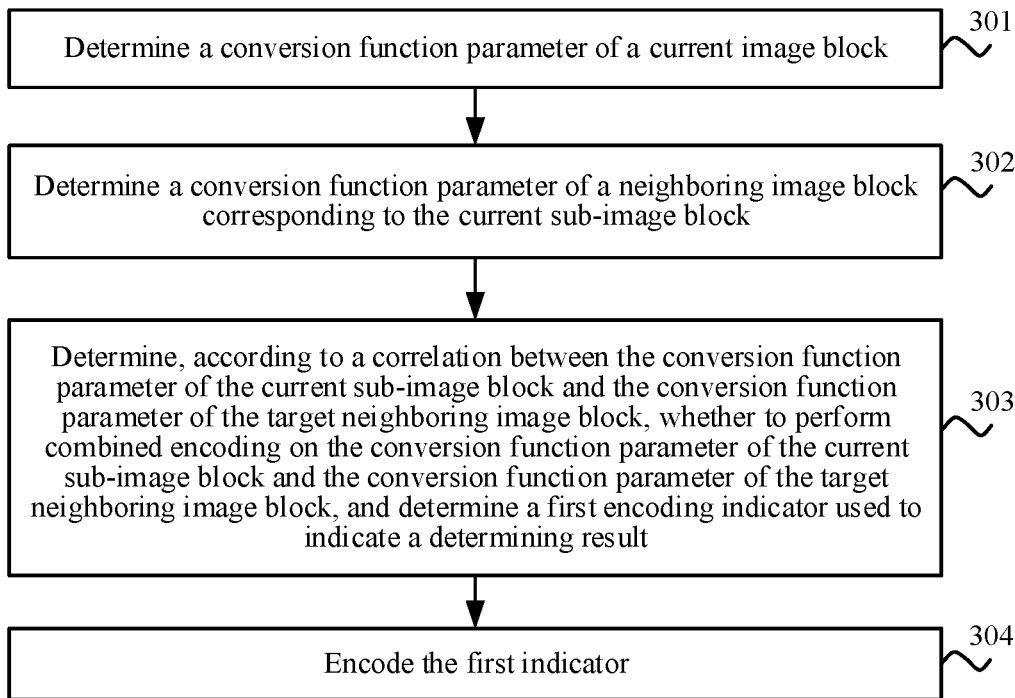 301
Determine a conversion function parameter of a current image block
302
Determine a conversion function parameter of a neighboring image block
corresponding to the current sub-image block
Determine, according to a correlation between the conversion function
parameter of the current sub-image block and the conversion function
parameter of the target neighboring image block, whether to perform
combined encoding on the conversion function parameter of the current
sub-image block and the conversion function parameter of the target
neighboring image block, and determine a first encoding indicator used to
indicate a determining result
303
304
Encode the first indicator